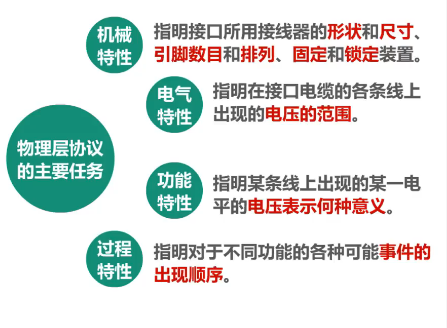 机械
特性
指明接口所用接线器的形状和尺寸、
引脚数目和排列、固定和锁定装置。
电气
特性
指明在接口电缆的各条线上
出现的电压的范围。
物理层协议
的主要任务
功能
特性
指明某条线上出现的某一电
平的电压表示何种意义。
过程
特性
指明对于不同功能的各种可能事件的
出现顺序。